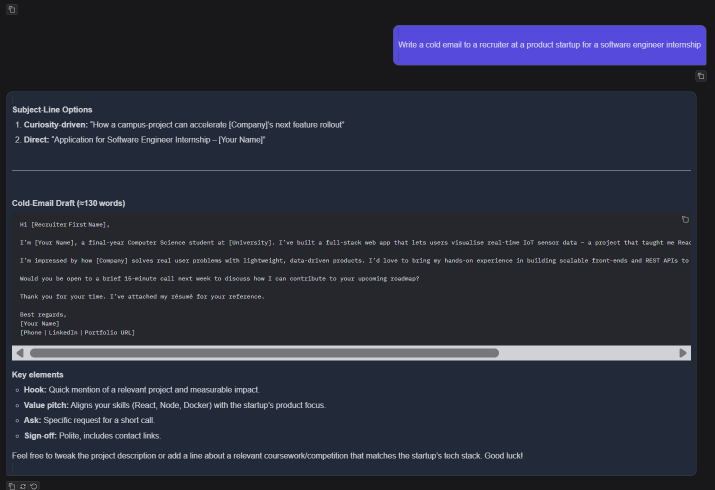 Write a cold email to a recruiter at a product startup for a software engineer internship
Subject-Line Options
1. Curiosity-driven: "How a campus-project can accelerate [Company]'s next feature rollout"
2. Direct: "Application for Software Engineer Internship – [Your Name]"
Cold-Email Draft (≈130 words)
Hi [Recruiter First Name],
I'm [Your Name], a final-year Computer Science student at [University]. I've built a full-stack web app that lets users visualise real-time IoT sensor data – a project that taught me Reac
I'm impressed by how [Company] solves real user problems with lightweight, data-driven products. I'd love to bring my hands-on experience in building scalable front-ends and REST APIs to
Would you be open to a brief 15-minute call next week to discuss how I can contribute to your upcoming roadmap?
Thank you for your time. I've attached my résumé for your reference.
Best regards,
[Your Name]
[Phone | LinkedIn | Portfolio URL]
Key elements
◦ Hook: Quick mention of a relevant project and measurable impact.
◦ Value pitch: Aligns your skills (React, Node, Docker) with the startup's product focus.
◦ Ask: Specific request for a short call.
◦ Sign-off: Polite, includes contact links.
Feel free to tweak the project description or add a line about a relevant coursework/competition that matches the startup's tech stack. Good luck!